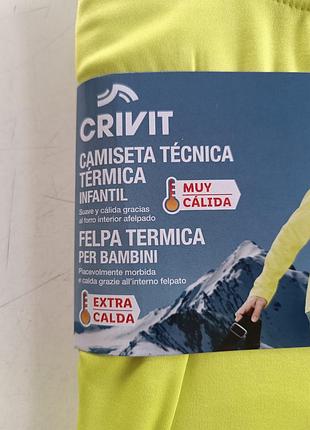 CRIVIT
CAMISETA TÉCNICA
TÉRMICA
INFANTIL
Suave y cálida gracias
al forro interior afelpado
MUY
CÁLIDA
FELPA TERMICA
PER BAMBINI
Piacevolmente morbida
e calda grazie all'interno felpato
EXTRA
CALDA